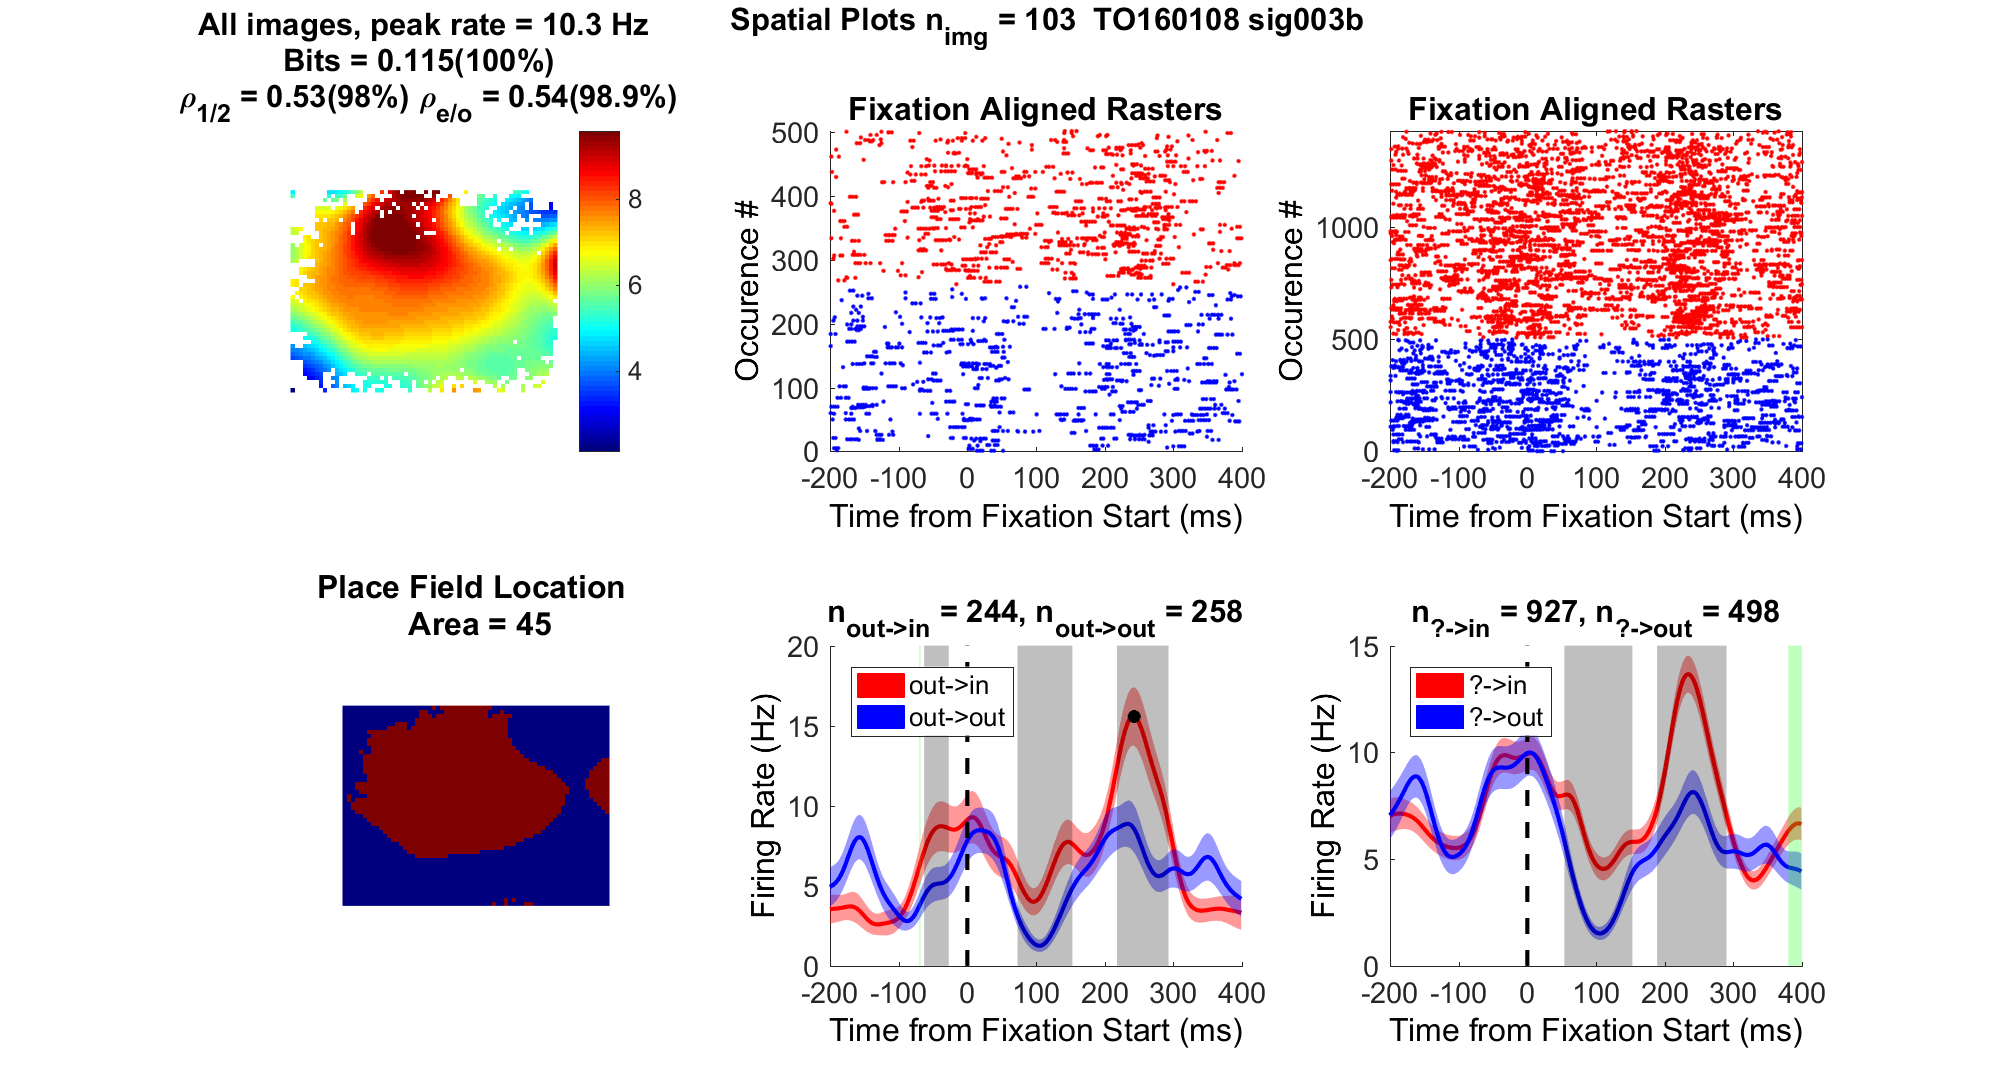 All images, peak rate = 10.3 Hz
Bits = 0.115(100%)
ρ1/2 = 0.53(98%) ρe/o = 0.54(98.9%)
8
6
4
Spatial Plots nimg = 103 TO160108 sig003b
Fixation Aligned Rasters
500
400
300
200
100
0
Occurence #
-200 -100 0 100 200 300 400
Time from Fixation Start (ms)
Fixation Aligned Rasters
1000
500
0
Occurence #
-200 -100 0 100 200 300 400
Time from Fixation Start (ms)
Place Field Location
Area = 45
nout->in = 244, nout->out = 258
20
15
10
5
0
Firing Rate (Hz)
out->in
out->out
-200 -100 0 100 200 300 400
Time from Fixation Start (ms)
n?->in = 927, n?->out = 498
15
10
5
0
Firing Rate (Hz)
?->in
?->out
-200 -100 0 100 200 300 400
Time from Fixation Start (ms)